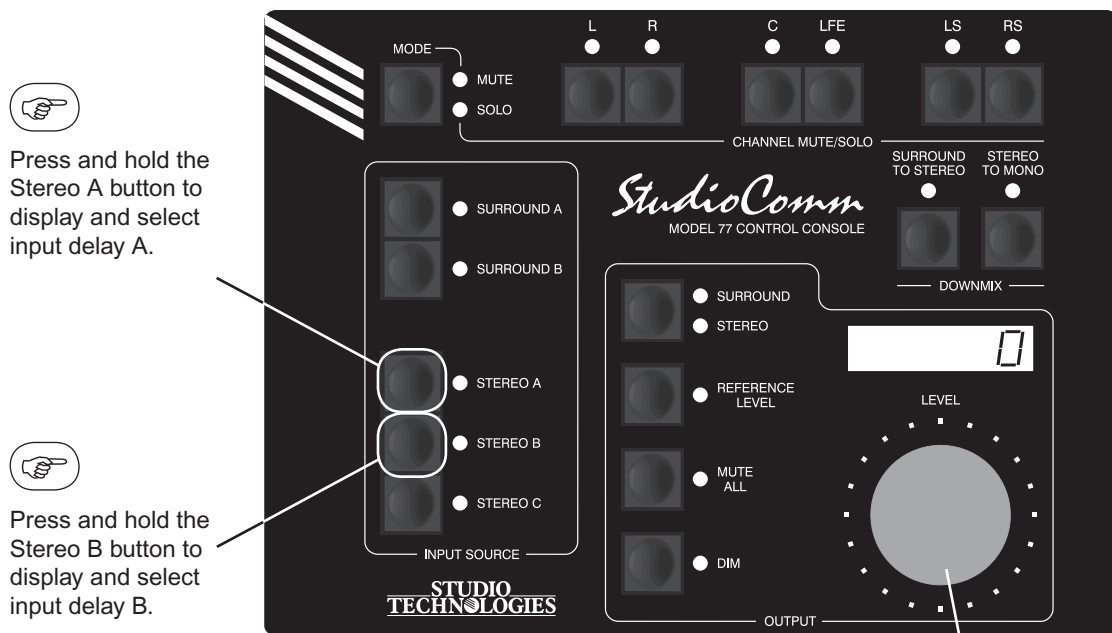 Press and hold the
Stereo A button to
display and select
input delay A.
Press and hold the
Stereo B button to
display and select
input delay B.
MODE
MUTE
SOLO
L
R
C
LFE
LS
RS
CHANNEL MUTE/SOLO
SURROUND A
SURROUND B
STEREO A
STEREO B
STEREO C
INPUT SOURCE
STUDIO
TECHNOLOGIES
StudioComm
MODEL 77 CONTROL CONSOLE
SURROUND
TO STEREO
STEREO
TO MONO
DOWNMIX
SURROUND
STEREO
REFERENCE
LEVEL
MUTE
ALL
DIM
0
LEVEL
OUTPUT